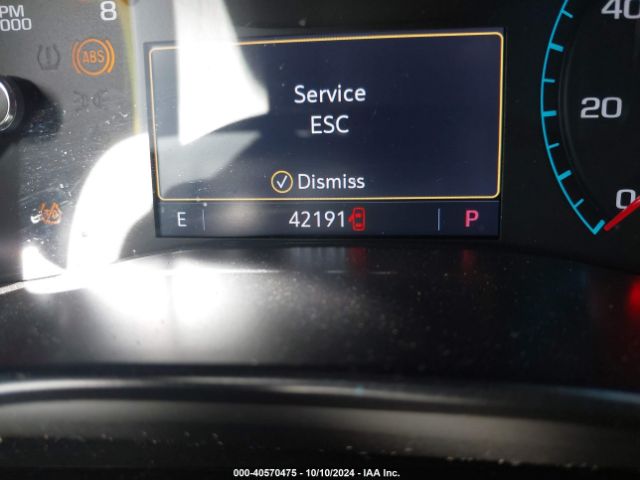 PM
000
8
ABS
Service
ESC
Dismiss
E 42191 P
40
20
0
000-40570475 - 10/10/2024 - IAA Inc.